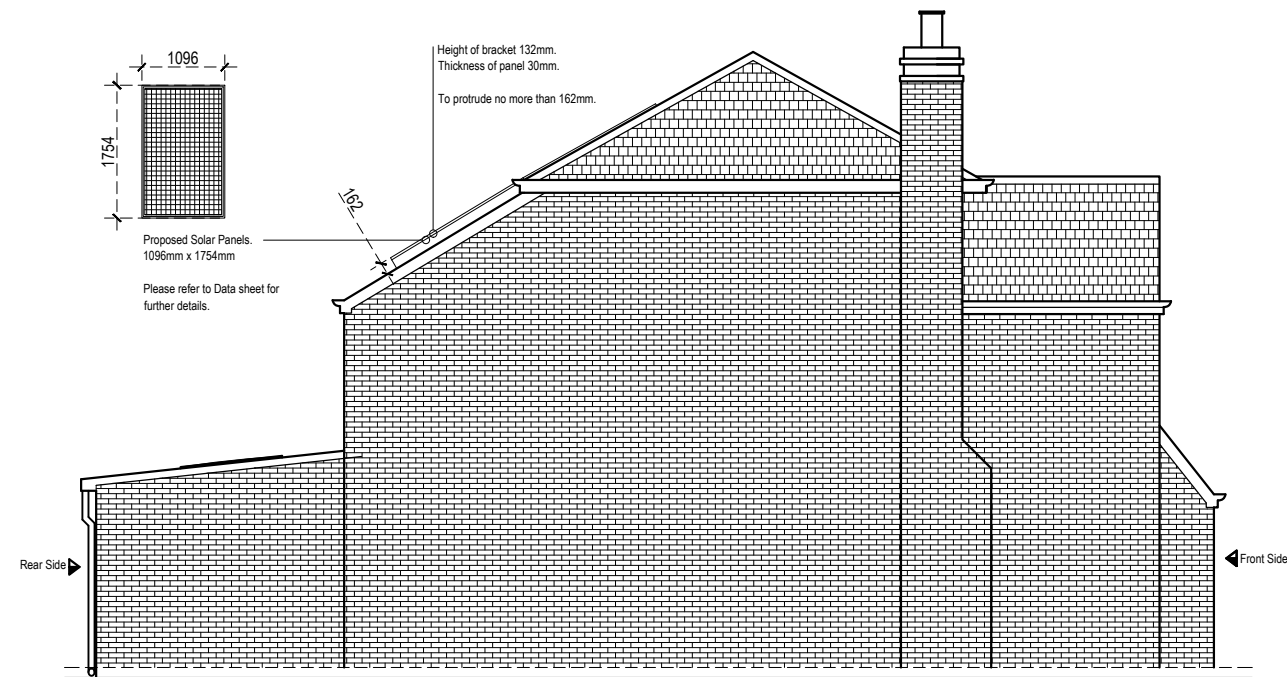 1096
1754
Height of bracket 132mm.
Thickness of panel 30mm.
To protrude no more than 162mm.
162
Proposed Solar Panels.
1096mm x 1754mm
Please refer to Data sheet for
further details.
Rear Side
Front Side